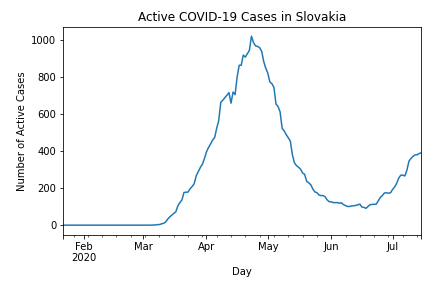 Active COVID-19 Cases in Slovakia
Number of Active Cases
1000
800
600
400
200
0
Feb Mar Apr May Jun Jul
2020
Day